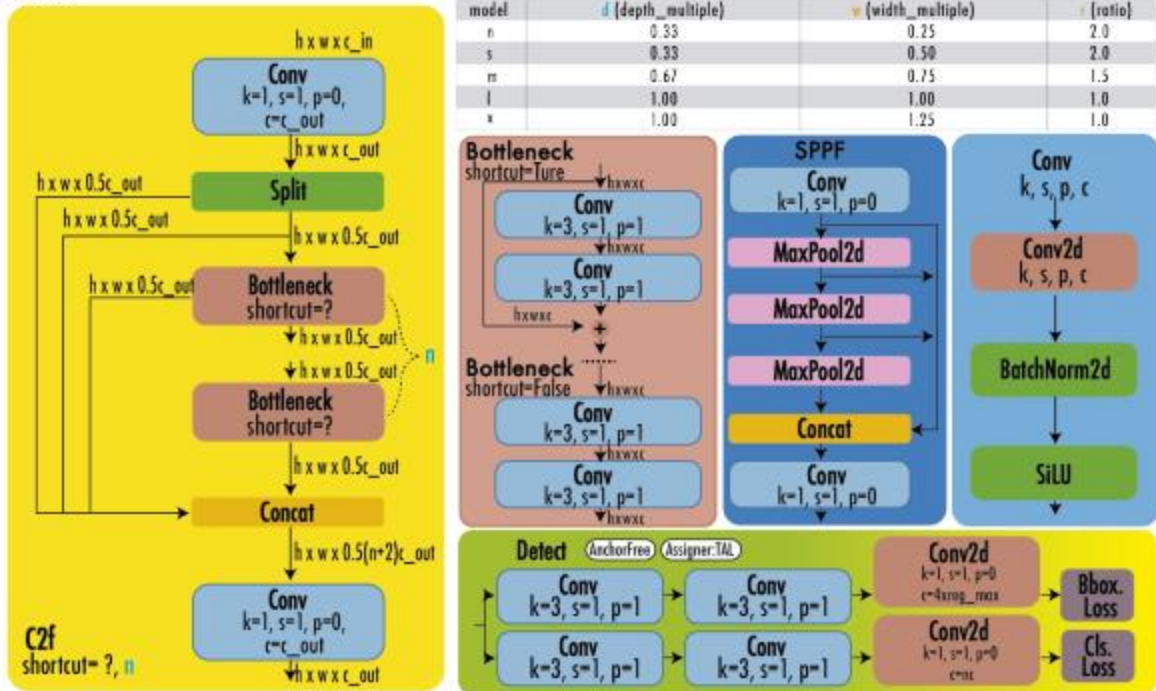 h x w x c_in
Conv
k=1, s=1, p=0,
c=c_out
h x w x c_out
h x w x 0.5c_out
Split
h x w x 0.5c_out
h x w x 0.5c_out
h x w x 0.5c_out
Bottleneck
shortcut=?
h x w x 0.5c_out
n
h x w x 0.5c_out
Bottleneck
shortcut=?
h x w x 0.5c_out
Concat
h x w x 0.5(n+2)c_out
Conv
k=1, s=1, p=0,
c=c_out
C2f
shortcut= ?, n
h x w x c_out
model d (depth_multiple) w (width_multiple) r (ratio)
n 0.33 0.25 2.0
s 0.33 0.50 2.0
m 0.67 0.75 1.5
l 1.00 1.00 1.0
x 1.00 1.25 1.0
Bottleneck
shortcut=Ture
hxwxc
Conv
k=3, s=1, p=1
hxwxc
Conv
k=3, s=1, p=1
hxwxc
+
Bottleneck
shortcut=False
hxwxc
Conv
k=3, s=1, p=1
hxwxc
Conv
k=3, s=1, p=1
hxwxc
SPPF
Conv
k=1, s=1, p=0
MaxPool2d
MaxPool2d
MaxPool2d
Concat
Conv
k=1, s=1, p=0
Conv
k, s, p, c
Conv2d
k, s, p, c
BatchNorm2d
SiLU
Detect
AnchorFree
Assigner:TAL
Conv
k=3, s=1, p=1
Conv
k=3, s=1, p=1
Conv2d
k=1, s=1, p=0
c=4xreg_max
Bbox.
Loss
Conv
k=3, s=1, p=1
Conv
k=3, s=1, p=1
Conv2d
k=1, s=1, p=0
c=nc
Cls.
Loss